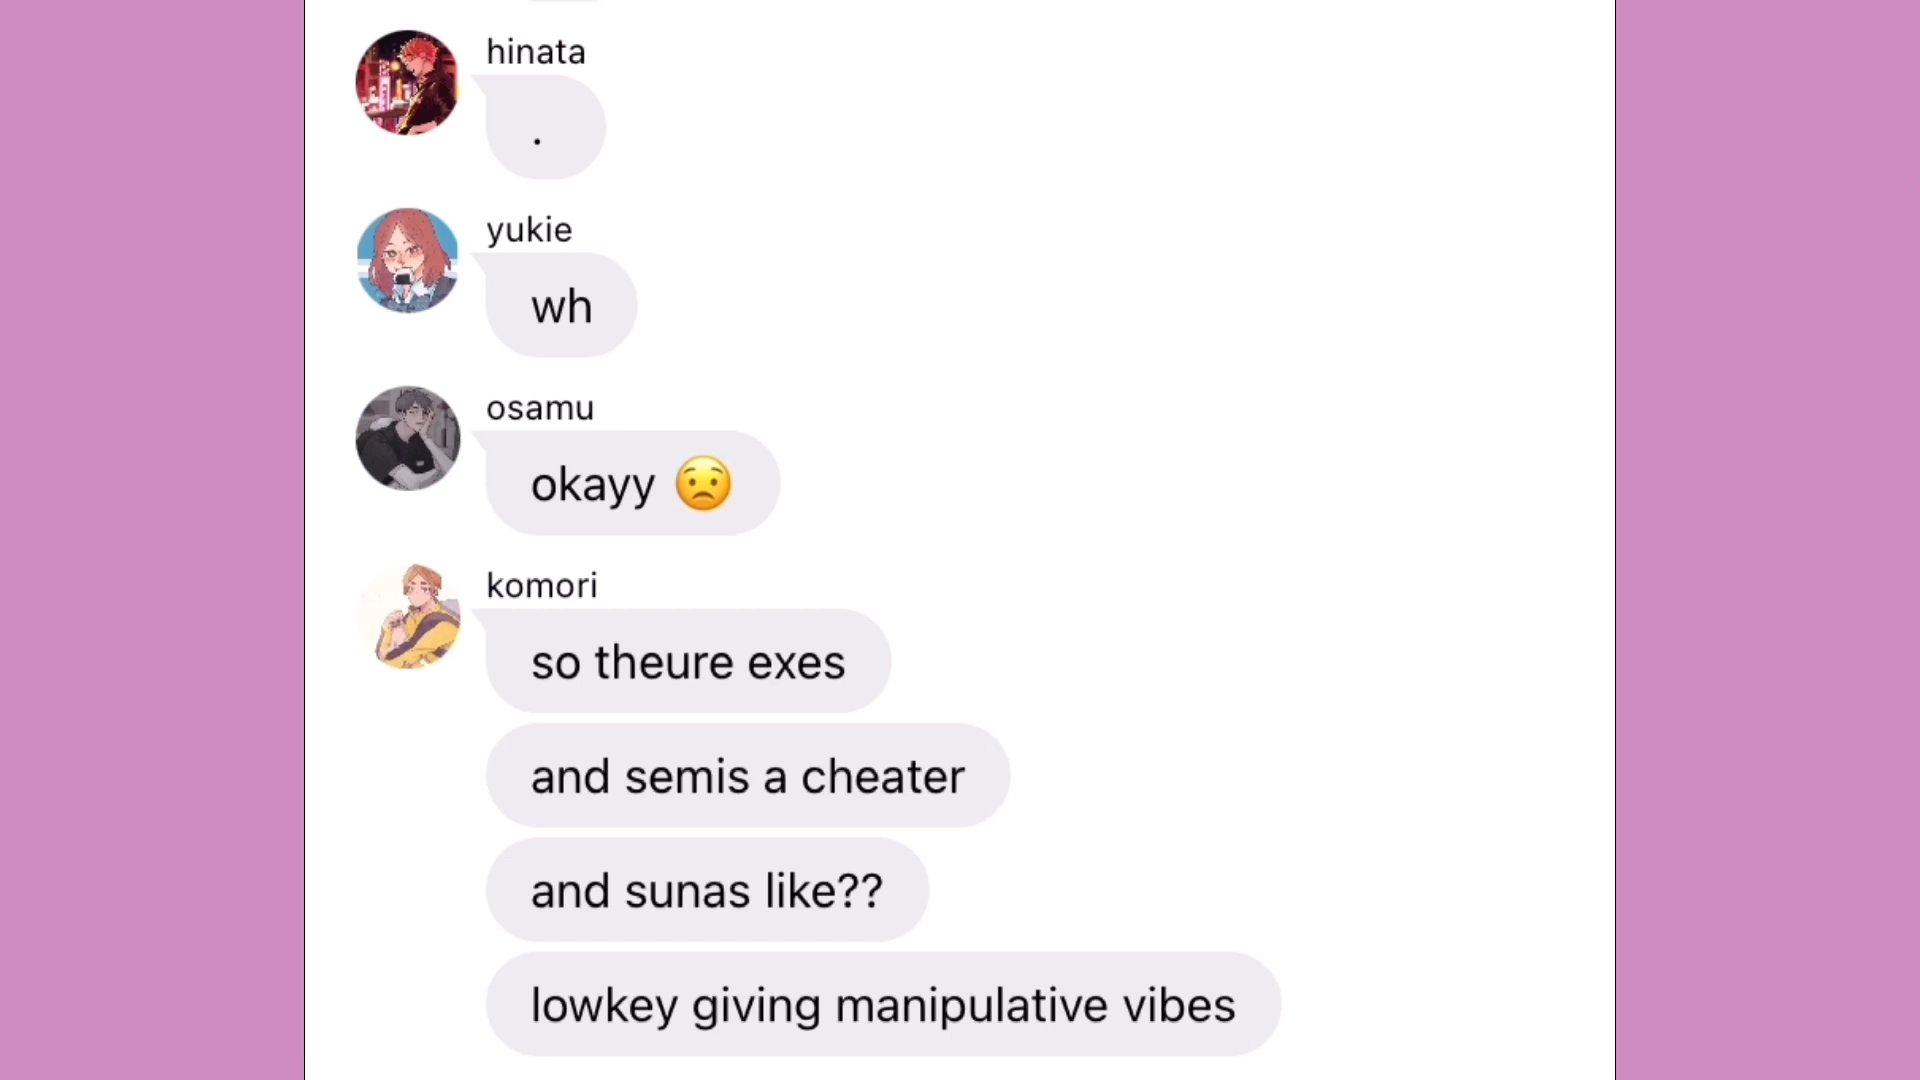 hinata
.
yukie
wh
osamu
okayy 😟
komori
so theure exes
and semis a cheater
and sunas like??
lowkey giving manipulative vibes